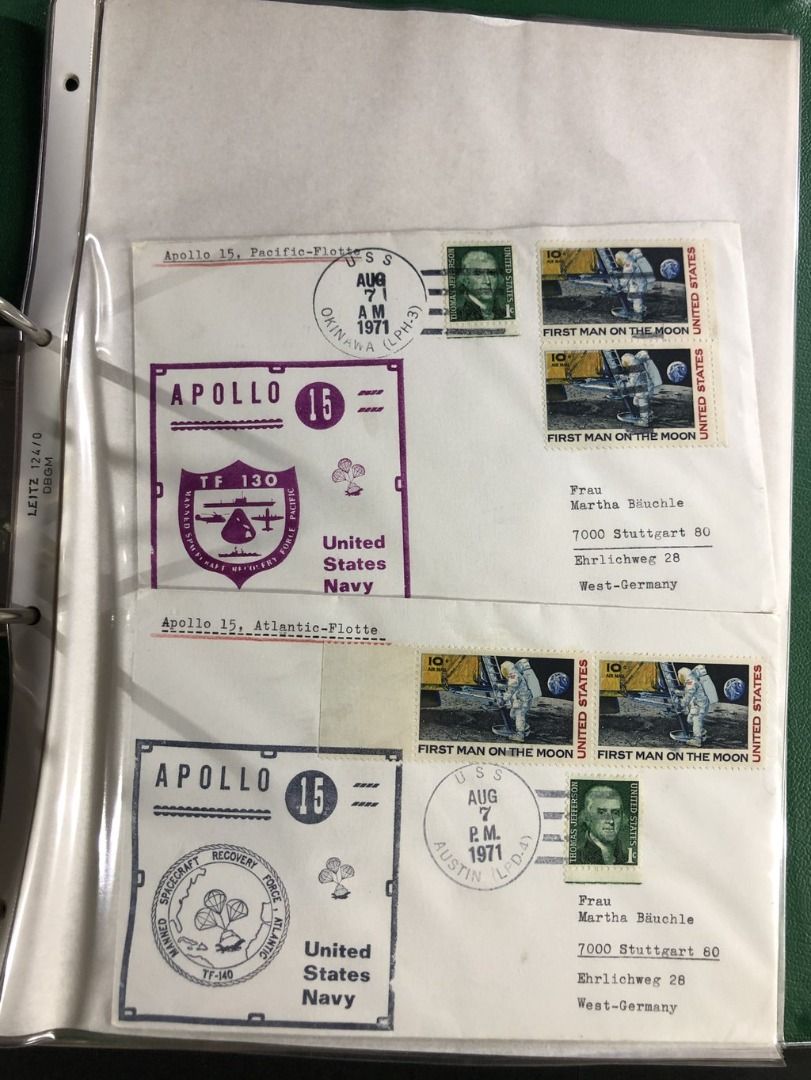 LEITZ 124/0
DBGM
Apollo 15, Pacific-Flotte
USS
AUG
7
AM
1971
OKINAWA (LPH-3)
THOMAS JEFFERSON
UNITED STATES
1c
10c
AIR MAIL
FIRST MAN ON THE MOON
UNITED STATES
10c
AIR MAIL
FIRST MAN ON THE MOON
UNITED STATES
APOLLO 15
TF 130
MANNED SPACECRAFT RECOVERY FORCE PACIFIC
United
States
Navy
Frau
Martha Bäuchle
7000 Stuttgart 80
Ehrlichweg 28
West-Germany
Apollo 15, Atlantic-Flotte
10c
AIR MAIL
FIRST MAN ON THE MOON
UNITED STATES
10c
AIR MAIL
FIRST MAN ON THE MOON
UNITED STATES
APOLLO 15
MANNED SPACECRAFT RECOVERY FORCE, ATLANTIC
TF-140
United
States
Navy
USS
AUG
7
P.M.
1971
AUSTIN (LPD-4)
THOMAS JEFFERSON
UNITED STATES
1c
Frau
Martha Bäuchle
7000 Stuttgart 80
Ehrlichweg 28
West-Germany